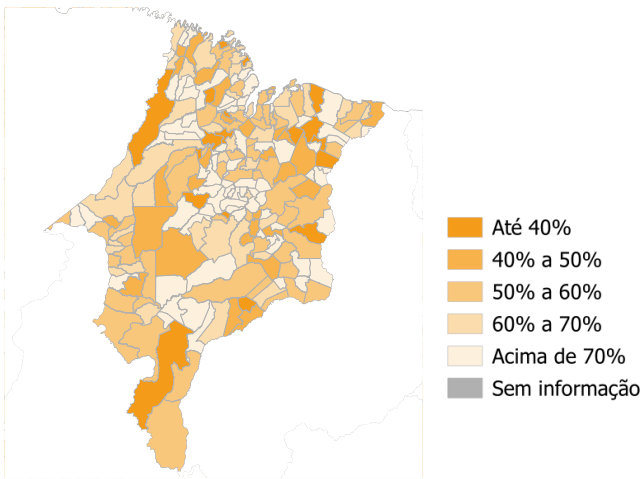 Até 40%
40% a 50%
50% a 60%
60% a 70%
Acima de 70%
Sem informação